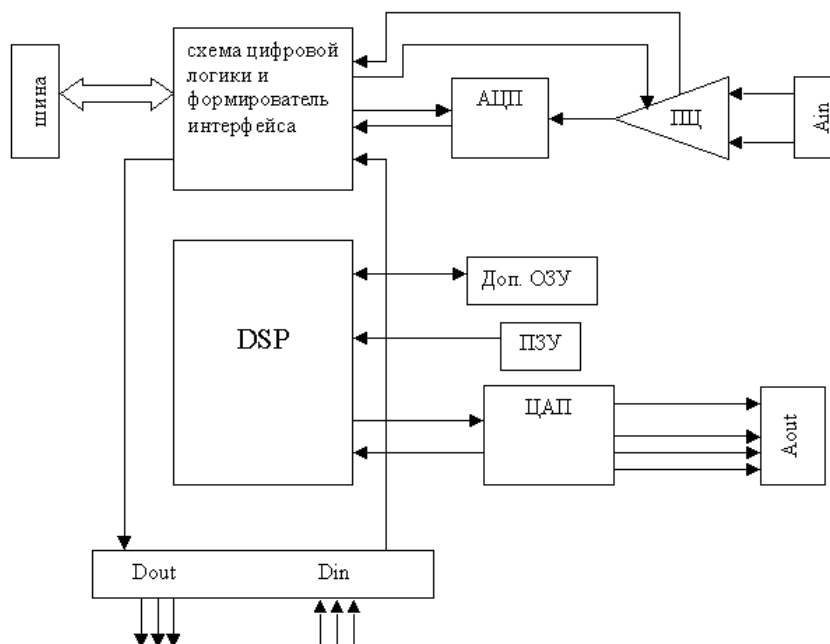 шина
схема цифровой
логики и
формирователь
интерфейса
АЦП
ПЦ
Ain
DSP
Доп. ОЗУ
ПЗУ
ЦАП
Aout
Dout
Din